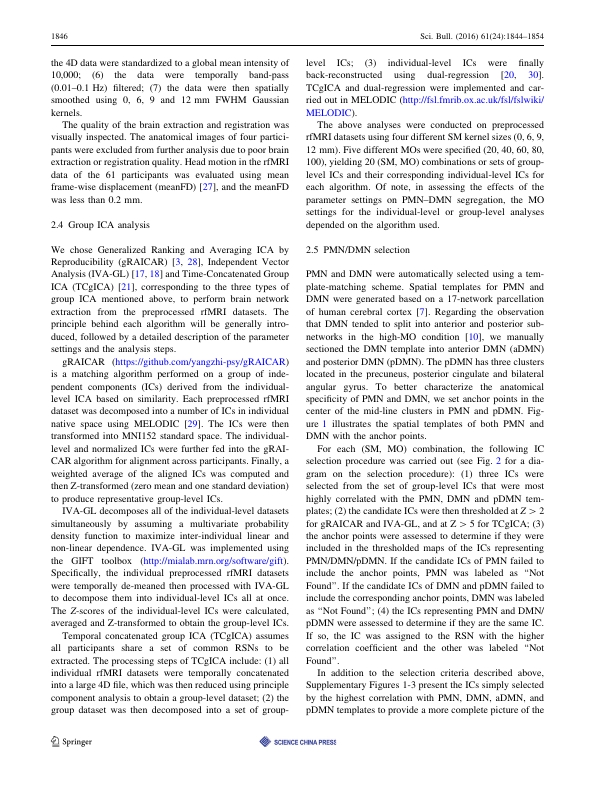 1846
Sci. Bull. (2016) 61(24):1844–1854
the 4D data were standardized to a global mean intensity of
10,000; (6) the data were temporally band-pass
(0.01–0.1 Hz) filtered; (7) the data were then spatially
smoothed using 0, 6, 9 and 12 mm FWHM Gaussian
kernels.
The quality of the brain extraction and registration was
visually inspected. The anatomical images of four partici-
pants were excluded from further analysis due to poor brain
extraction or registration quality. Head motion in the rfMRI
data of the 61 participants was evaluated using mean
frame-wise displacement (meanFD) [27], and the meanFD
was less than 0.2 mm.
2.4 Group ICA analysis
We chose Generalized Ranking and Averaging ICA by
Reproducibility (gRAICAR) [3, 28], Independent Vector
Analysis (IVA-GL) [17, 18] and Time-Concatenated Group
ICA (TCgICA) [21], corresponding to the three types of
group ICA mentioned above, to perform brain network
extraction from the preprocessed rfMRI datasets. The
principle behind each algorithm will be generally intro-
duced, followed by a detailed description of the parameter
settings and the analysis steps.
gRAICAR (https://github.com/yangzhi-psy/gRAICAR)
is a matching algorithm performed on a group of inde-
pendent components (ICs) derived from the individual-
level ICA based on similarity. Each preprocessed rfMRI
dataset was decomposed into a number of ICs in individual
native space using MELODIC [29]. The ICs were then
transformed into MNI152 standard space. The individual-
level and normalized ICs were further fed into the gRAI-
CAR algorithm for alignment across participants. Finally, a
weighted average of the aligned ICs was computed and
then Z-transformed (zero mean and one standard deviation)
to produce representative group-level ICs.
IVA-GL decomposes all of the individual-level datasets
simultaneously by assuming a multivariate probability
density function to maximize inter-individual linear and
non-linear dependence. IVA-GL was implemented using
the GIFT toolbox (http://mialab.mrn.org/software/gift).
Specifically, the individual preprocessed rfMRI datasets
were temporally de-meaned then processed with IVA-GL
to decompose them into individual-level ICs all at once.
The Z-scores of the individual-level ICs were calculated,
averaged and Z-transformed to obtain the group-level ICs.
Temporal concatenated group ICA (TCgICA) assumes
all participants share a set of common RSNs to be
extracted. The processing steps of TCgICA include: (1) all
individual rfMRI datasets were temporally concatenated
into a large 4D file, which was then reduced using principle
component analysis to obtain a group-level dataset; (2) the
group dataset was then decomposed into a set of group-
level ICs; (3) individual-level ICs were finally
back-reconstructed using dual-regression [20, 30].
TCgICA and dual-regression were implemented and car-
ried out in MELODIC (http://fsl.fmrib.ox.ac.uk/fsl/fslwiki/
MELODIC).
The above analyses were conducted on preprocessed
rfMRI datasets using four different SM kernel sizes (0, 6, 9,
12 mm). Five different MOs were specified (20, 40, 60, 80,
100), yielding 20 (SM, MO) combinations or sets of group-
level ICs and their corresponding individual-level ICs for
each algorithm. Of note, in assessing the effects of the
parameter settings on PMN–DMN segregation, the MO
settings for the individual-level or group-level analyses
depended on the algorithm used.
2.5 PMN/DMN selection
PMN and DMN were automatically selected using a tem-
plate-matching scheme. Spatial templates for PMN and
DMN were generated based on a 17-network parcellation
of human cerebral cortex [7]. Regarding the observation
that DMN tended to split into anterior and posterior sub-
networks in the high-MO condition [10], we manually
sectioned the DMN template into anterior DMN (aDMN)
and posterior DMN (pDMN). The pDMN has three clusters
located in the precuneus, posterior cingulate and bilateral
angular gyrus. To better characterize the anatomical
specificity of PMN and DMN, we set anchor points in the
center of the mid-line clusters in PMN and pDMN. Fig-
ure 1 illustrates the spatial templates of both PMN and
DMN with the anchor points.
For each (SM, MO) combination, the following IC
selection procedure was carried out (see Fig. 2 for a dia-
gram on the selection procedure): (1) three ICs were
selected from the set of group-level ICs that were most
highly correlated with the PMN, DMN and pDMN tem-
plates; (2) the candidate ICs were then thresholded at Z > 2
for gRAICAR and IVA-GL, and at Z > 5 for TCgICA; (3)
the anchor points were assessed to determine if they were
included in the thresholded maps of the ICs representing
PMN/DMN/pDMN. If the candidate ICs of PMN failed to
include the anchor points, PMN was labeled as ‘‘Not
Found’’. If the candidate ICs of DMN and pDMN failed to
include the corresponding anchor points, DMN was labeled
as ‘‘Not Found’’; (4) the ICs representing PMN and DMN/
pDMN were assessed to determine if they are the same IC.
If so, the IC was assigned to the RSN with the higher
correlation coefficient and the other was labeled ‘‘Not
Found’’.
In addition to the selection criteria described above,
Supplementary Figures 1-3 present the ICs simply selected
by the highest correlation with PMN, DMN, aDMN, and
pDMN templates to provide a more complete picture of the
Springer
SCIENCE CHINA PRESS